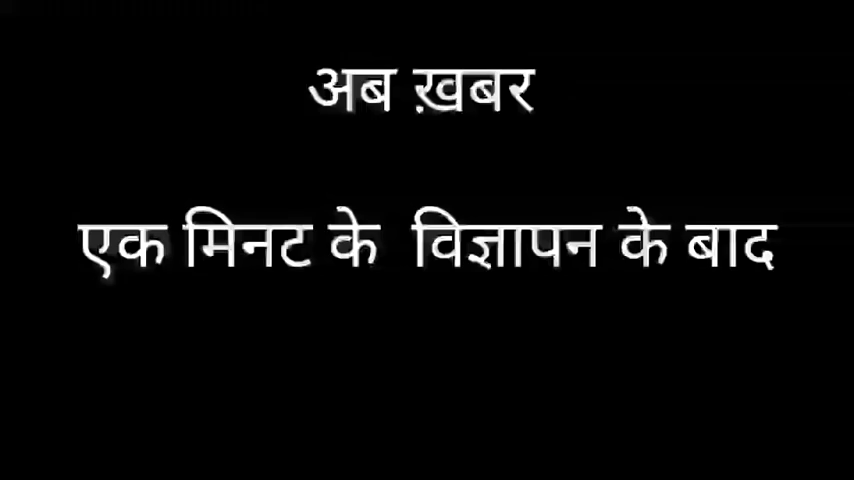 अब ख़बर
एक मिनट के विज्ञापन के बाद